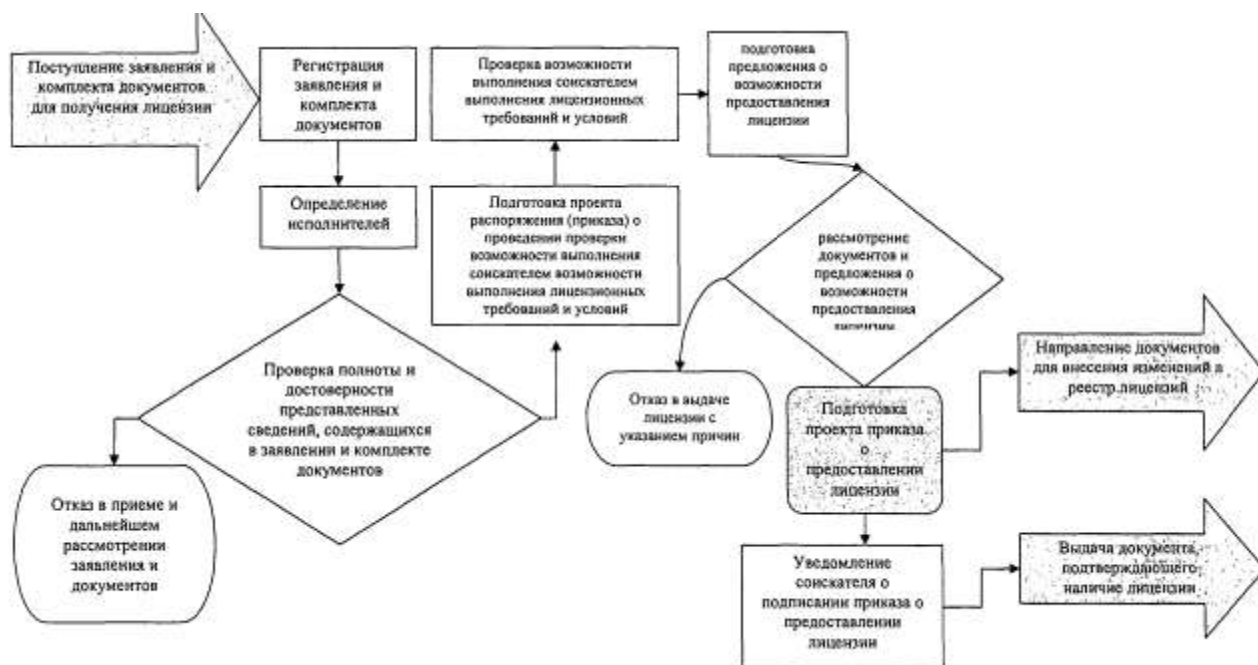 Поступление заявления и
комплекта документов
для получения лицензии
Регистрация
заявления и
комплекта
документов
Определение
исполнителей
Проверка полноты и
достоверности
представленных
сведений, содержащихся
в заявлении и комплекте
документов
Отказ в приеме и
дальнейшем
рассмотрении
заявления и
документов
Подготовка проекта
распоряжения (приказа) о
проведении проверки
возможности выполнения
соискателем возможности
выполнения лицензионных
требований и условий
Проверка возможности
выполнения соискателем
выполнения лицензионных
требований и условий
подготовка
предложения о
возможности
предоставления
лицензии
рассмотрение
документов и
предложения о
возможности
предоставления
лицензии
Отказ в выдаче
лицензии с
указанием причин
Подготовка
проекта приказа
о
предоставлении
лицензии
Направление документов
для внесения изменений в
реестр лицензий
Уведомление
соискателя о
подписании приказа о
предоставлении
лицензии
Выдача документа,
подтверждающего
наличие лицензии